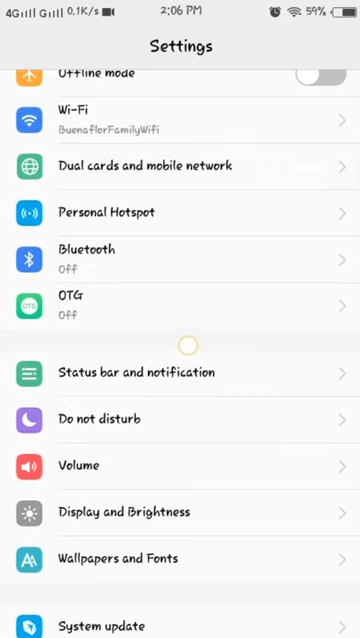 4G G 0.1K/s 2:06 PM 59%
Settings
Offline mode
Wi-Fi
BuenaflorFamilyWifi
Dual cards and mobile network
Personal Hotspot
Bluetooth
Off
OTG
OTG
Off
Status bar and notification
Do not disturb
Volume
Display and Brightness
AA Wallpapers and Fonts
System update